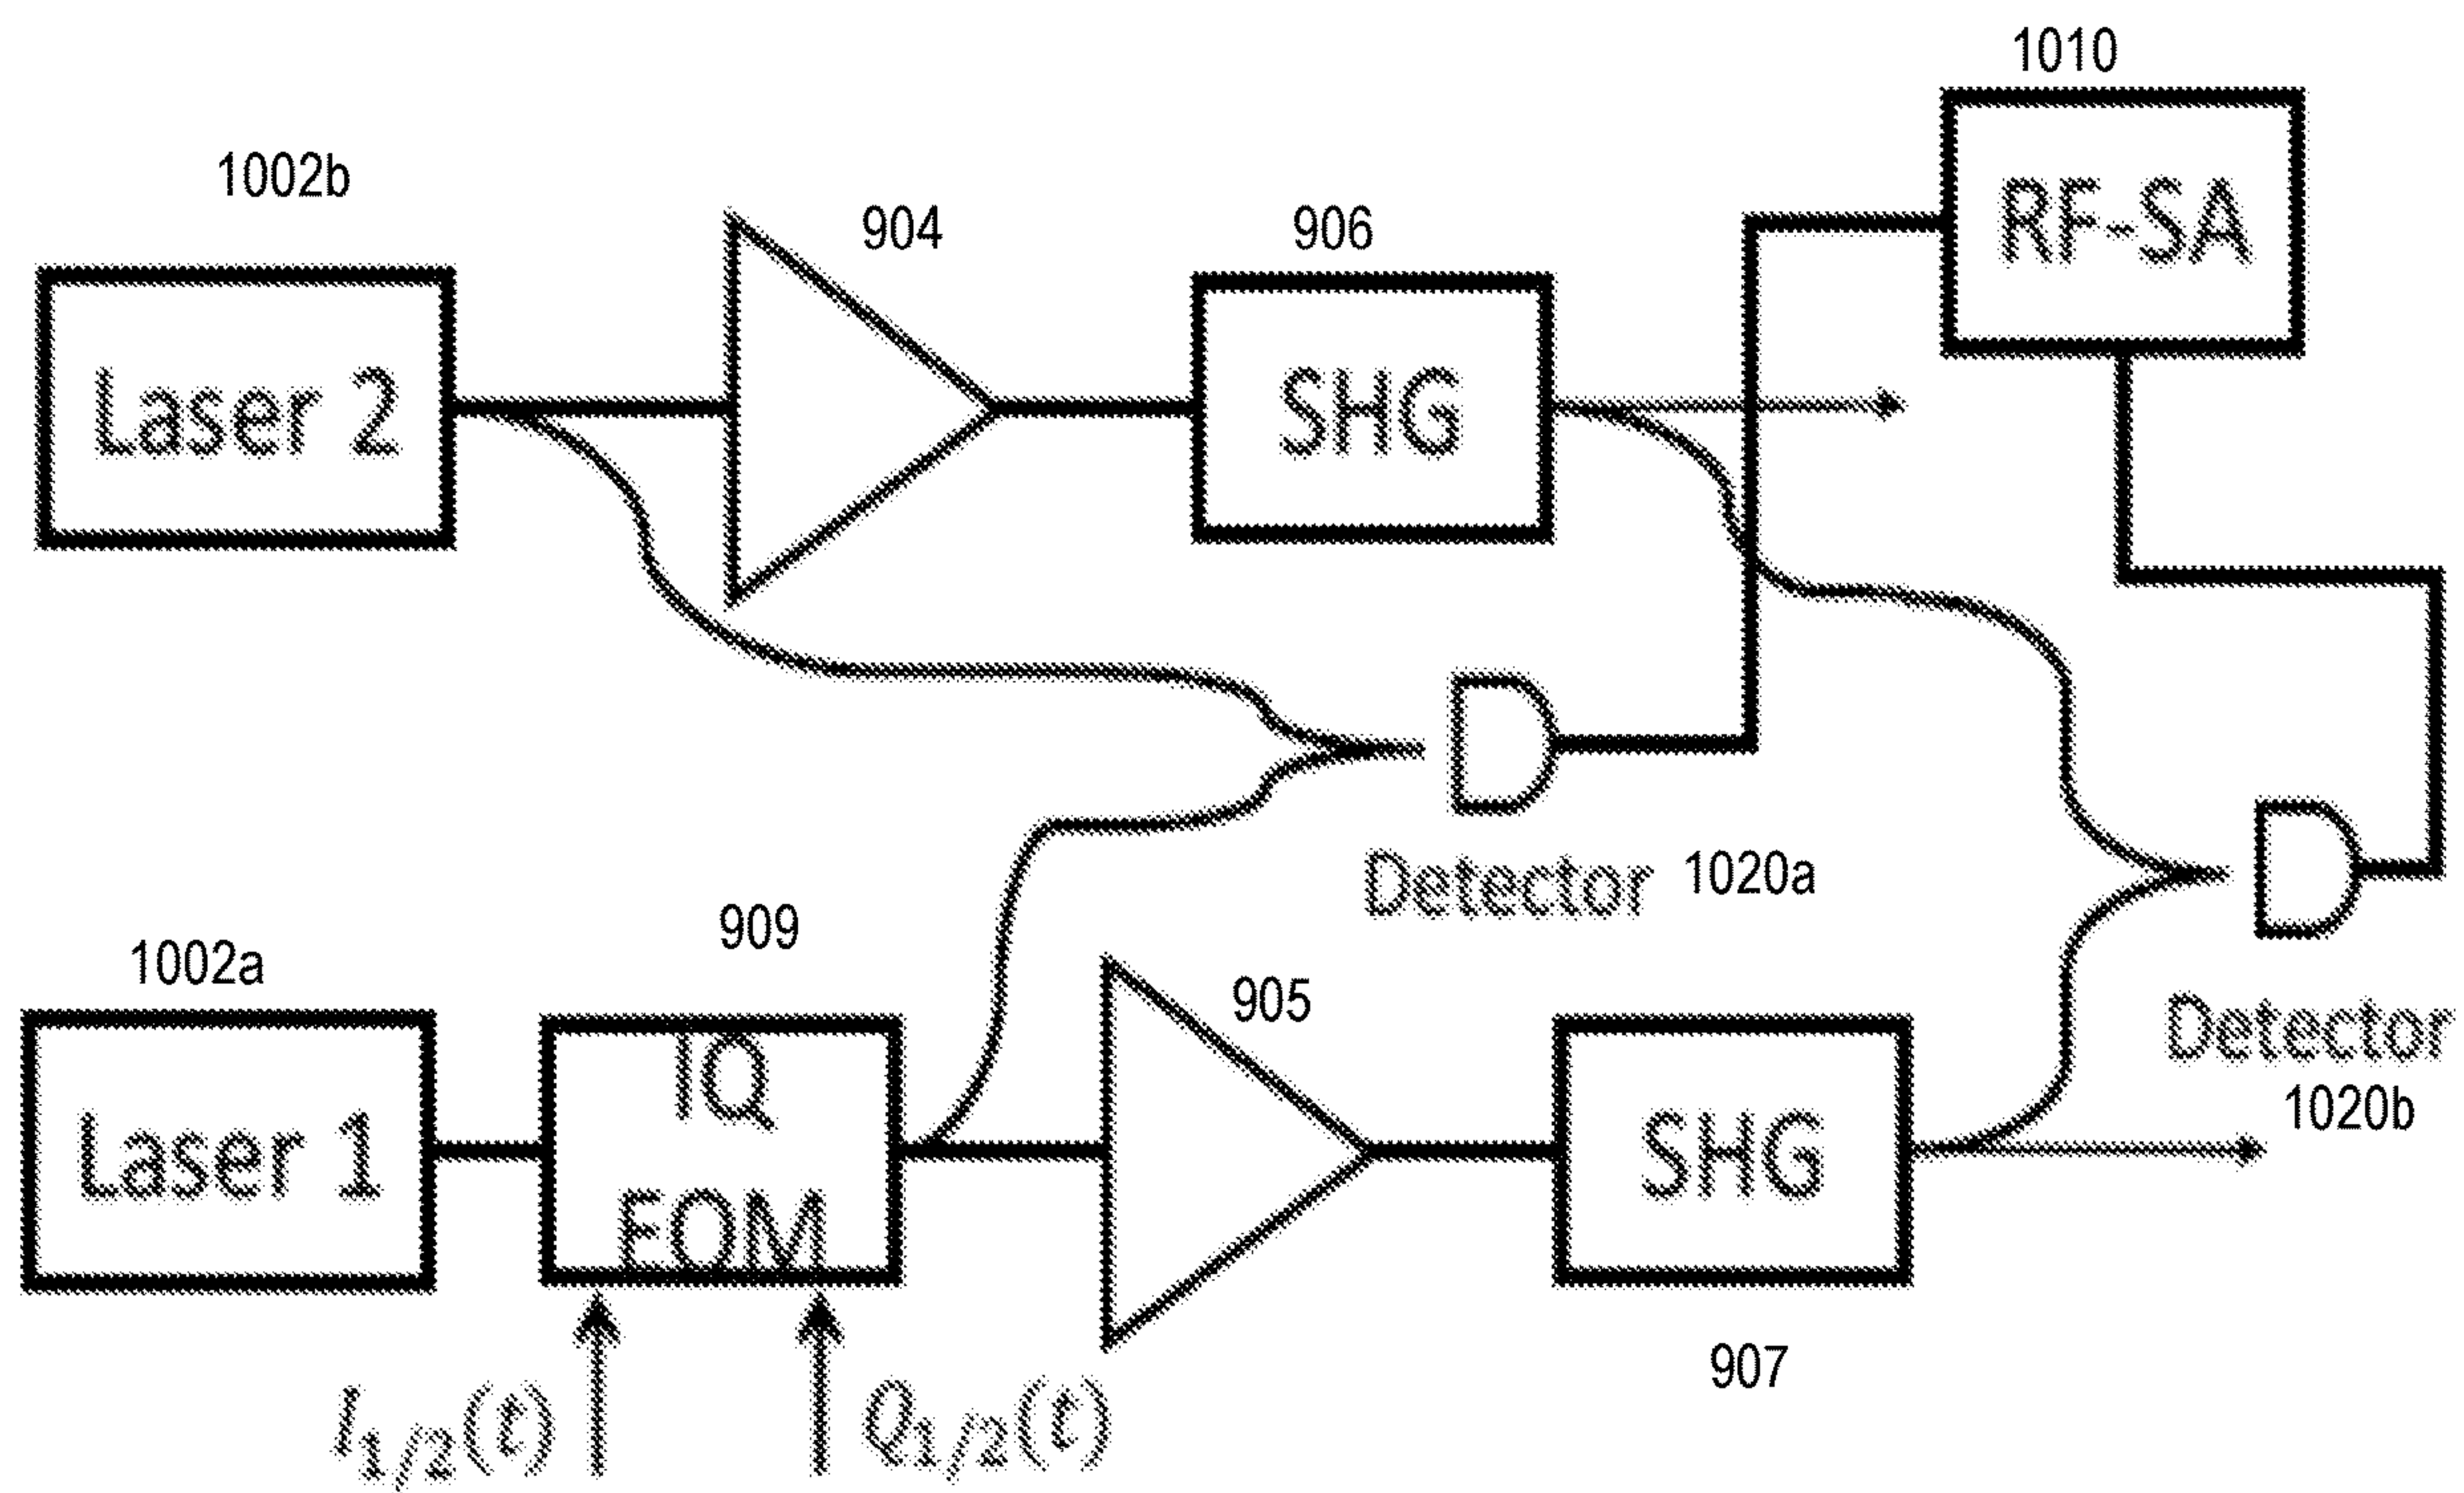 1010
RF-SA
1002b
904
906
Laser 2
SHG
Detector 1020a
1002a
909
905
Detector
1020b
Laser 1
IQ
EOM
SHG
907
I1/2(t)
Q1/2(t)